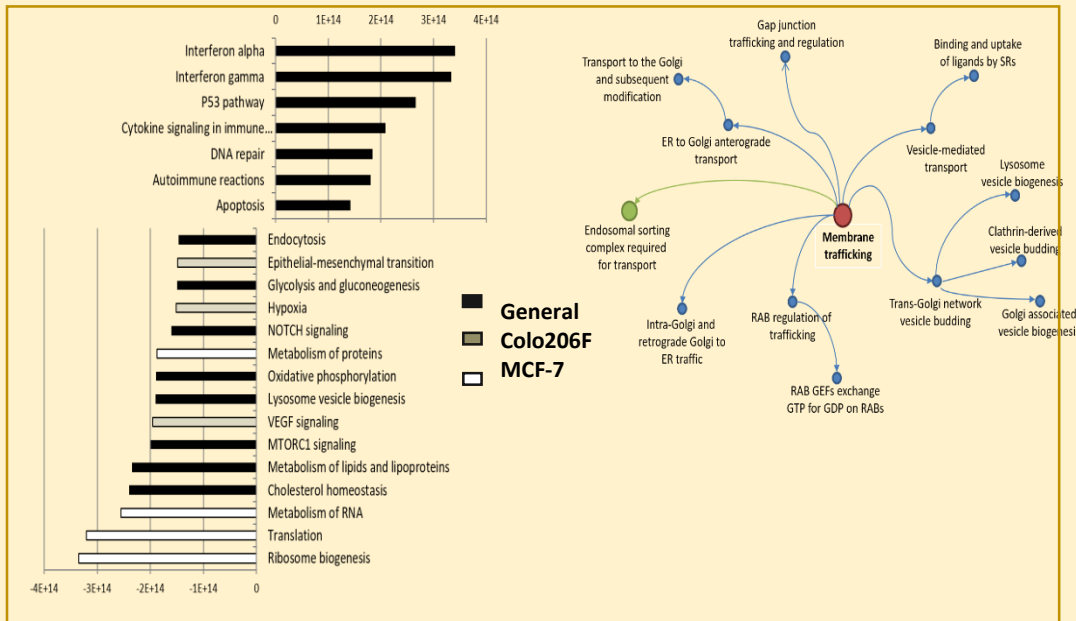 0 1E+14 2E+14 3E+14 4E+14
Interferon alpha
Interferon gamma
P53 pathway
Cytokine signaling in immune...
DNA repair
Autoimmune reactions
Apoptosis
Endocytosis
Epithelial-mesenchymal transition
Glycolysis and gluconeogenesis
Hypoxia
NOTCH signaling
Metabolism of proteins
Oxidative phosphorylation
Lysosome vesicle biogenesis
VEGF signaling
MTORC1 signaling
Metabolism of lipids and lipoproteins
Cholesterol homeostasis
Metabolism of RNA
Translation
Ribosome biogenesis
-4E+14 -3E+14 -2E+14 -1E+14 0
General
Colo206F
MCF-7
Gap junction
trafficking and regulation
Binding and uptake
of ligands by SRs
Transport to the Golgi
and subsequent
modification
ER to Golgi anterograde
transport
Vesicle-mediated
transport
Lysosome
vesicle biogenesis
Endosomal sorting
complex required
for transport
Membrane
trafficking
Clathrin-derived
vesicle budding
Trans-Golgi network
vesicle budding
Golgi associated
vesicle biogenesis
Intra-Golgi and
retrograde Golgi to
ER traffic
RAB regulation of
trafficking
RAB GEFs exchange
GTP for GDP on RABs